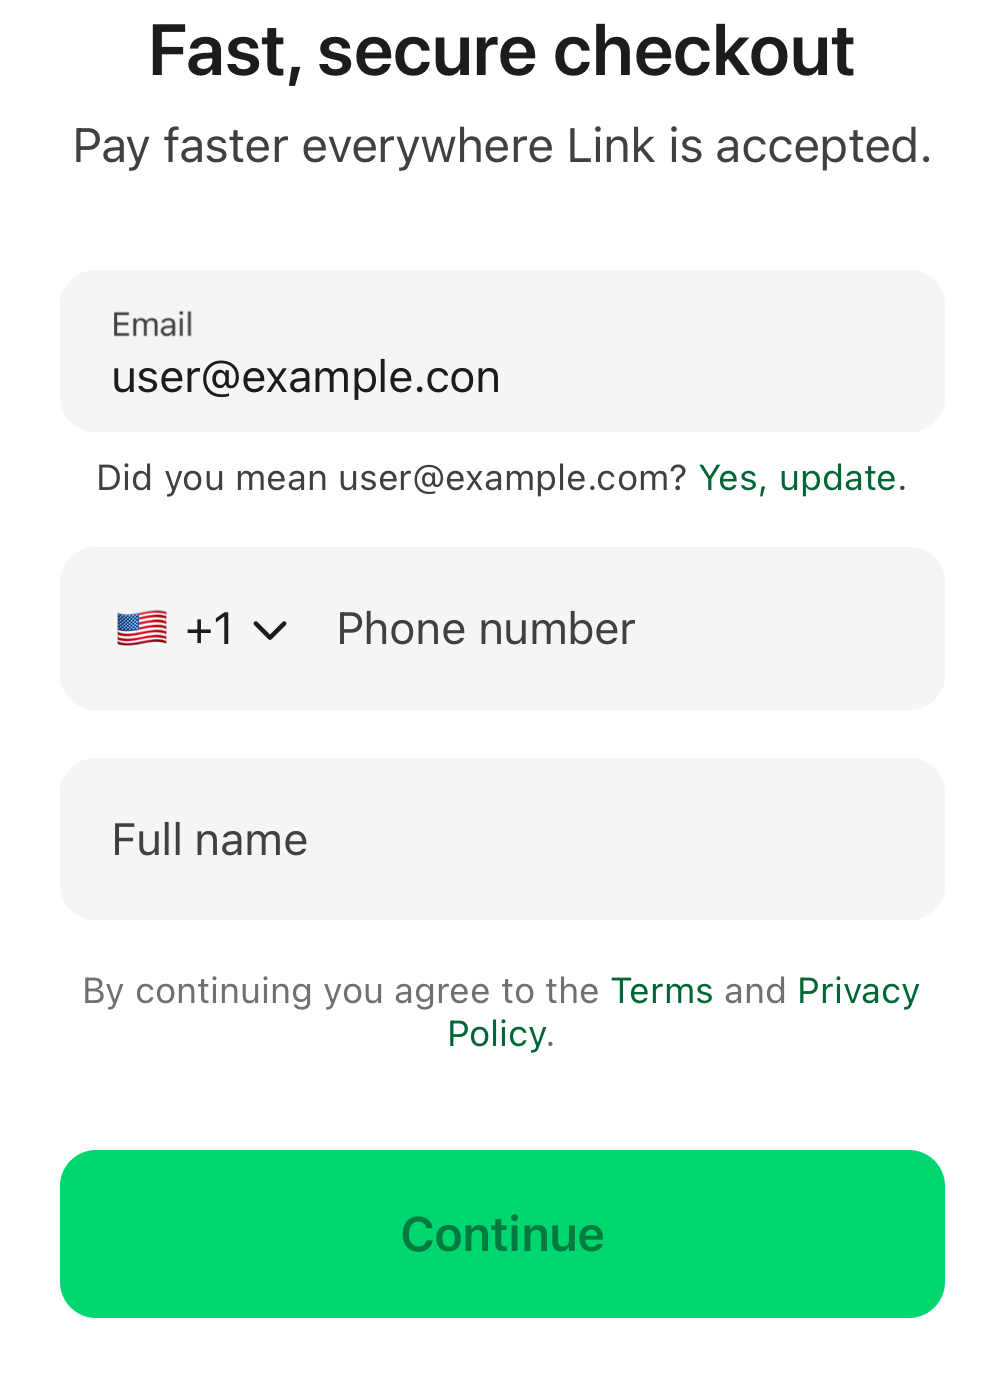 Fast, secure checkout
Pay faster everywhere Link is accepted.
Email
user@example.con
Did you mean user@example.com? Yes, update.
+1 Phone number
Full name
By continuing you agree to the Terms and Privacy
Policy.
Continue